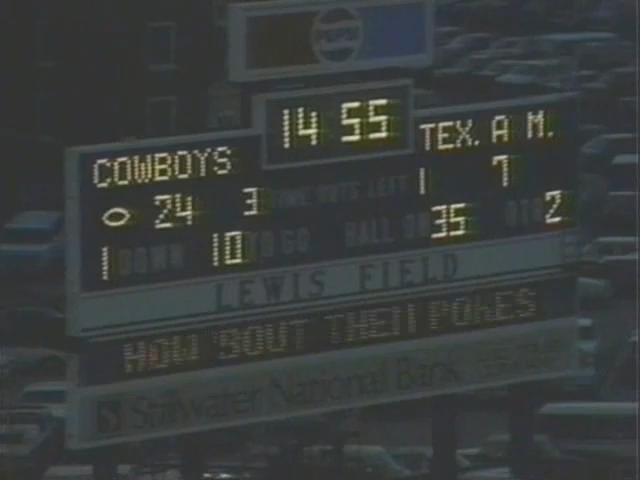 14 55
COWBOYS TEX. A M.
24 3 TIME OUTS LEFT 1 7
1 DOWN 10 TO GO BALL ON 35 QTR 2
LEWIS FIELD
HOW 'BOUT THEM POKES
Stillwater National Bank